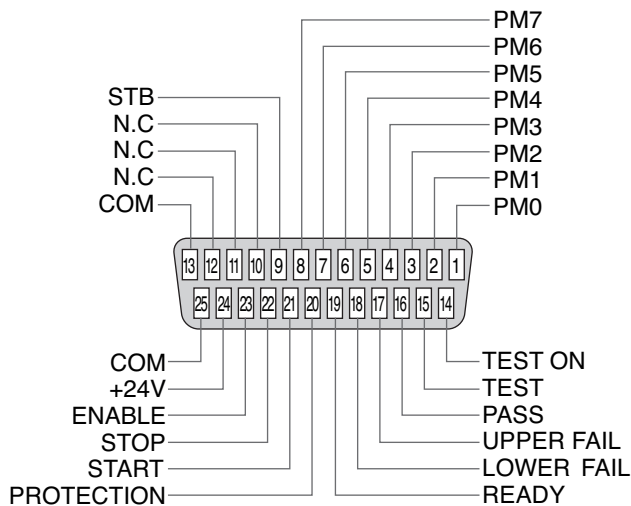 PM7
PM6
PM5
PM4
PM3
PM2
PM1
PM0
STB
N.C
N.C
N.C
COM
13 12 11 10 9 8 7 6 5 4 3 2 1
25 24 23 22 21 20 19 18 17 16 15 14
COM
+24V
ENABLE
STOP
START
PROTECTION
TEST ON
TEST
PASS
UPPER FAIL
LOWER FAIL
READY